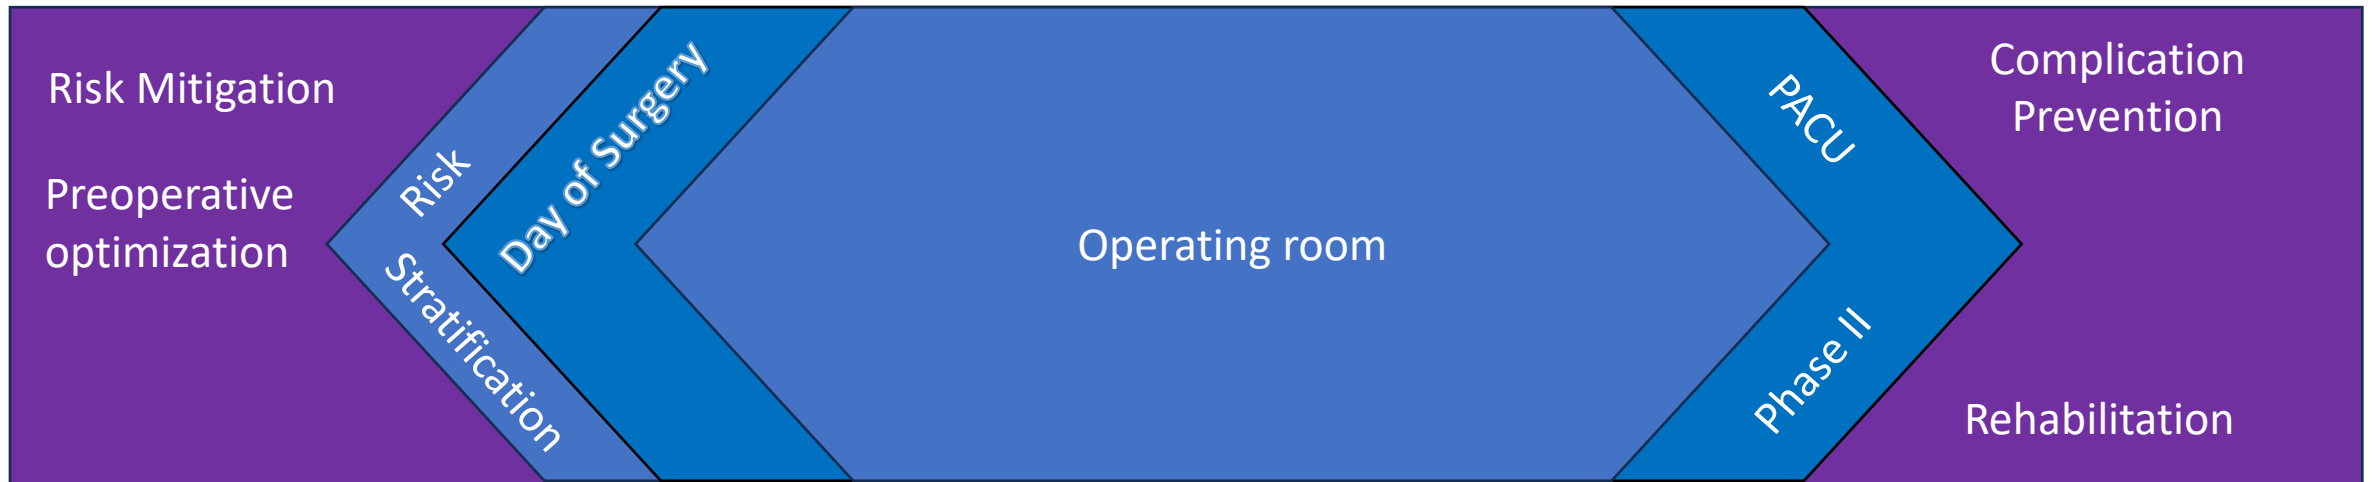 Risk Mitigation
Preoperative
optimization
Risk
Stratification
Day of Surgery
Operating room
PACU
Phase II
Complication
Prevention
Rehabilitation